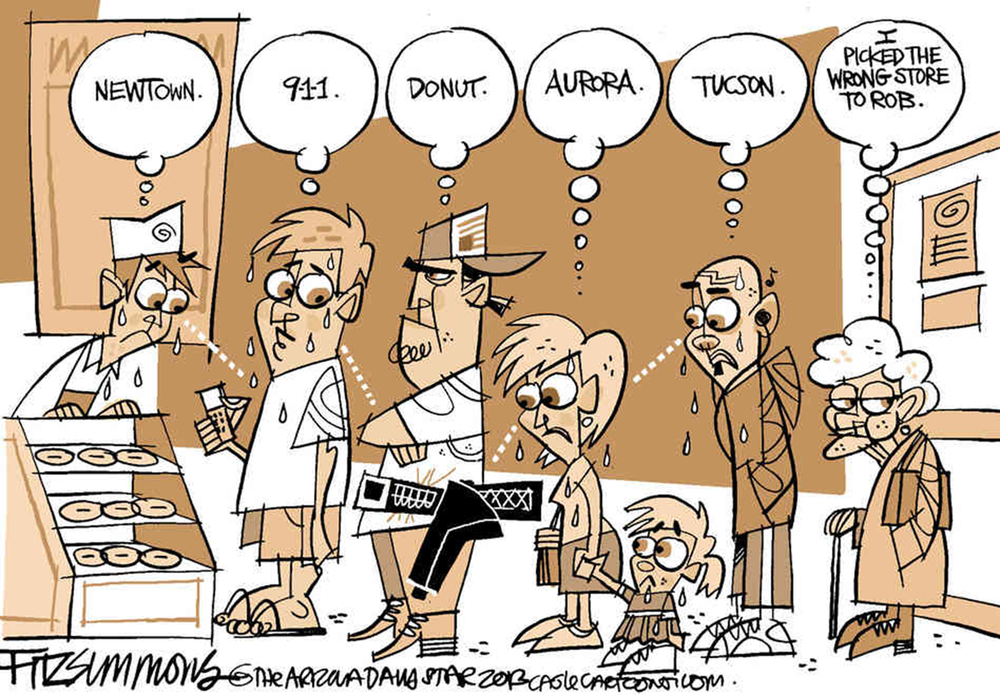 NEWTOWN.
9-1-1.
DONUT.
AURORA.
TUCSON.
I
PICKED THE
WRONG STORE
TO ROB.
FITZSIMMONS © THE ARIZONA DAILY STAR 2013 CAGLECARTOONS.COM.